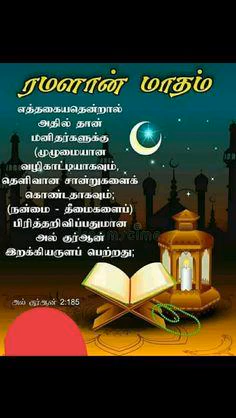 ரமளான் மாதம்
எத்தகையதென்றால்
அதில் தான்
மனிதர்களுக்கு
(முழுமையான
வழிகாட்டியாகவும்,
தெளிவான சான்றுகளைக்
கொண்டதாகவும்;
(நன்மை - தீமைகளைப்)
பிரித்தறிவிப்பதுமான
அல் குர்ஆன்
இறக்கியருளப் பெற்றது;
அல் குர்ஆன் 2:185